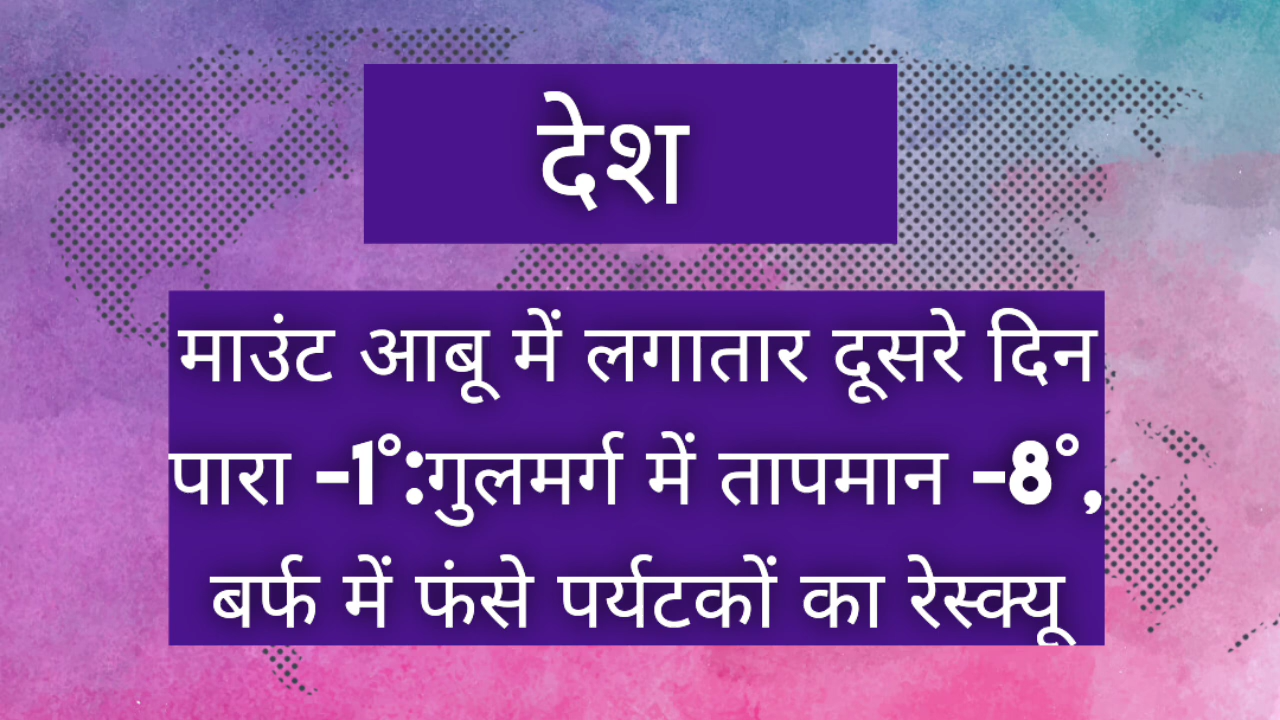 देश
माउंट आबू में लगातार दूसरे दिन
पारा -1°:गुलमर्ग में तापमान -8°,
बर्फ में फंसे पर्यटकों का रेस्क्यू